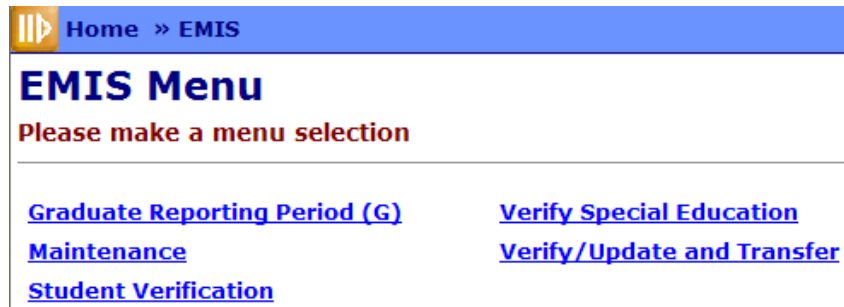 Home » EMIS
EMIS Menu
Please make a menu selection
Graduate Reporting Period (G)
Maintenance
Student Verification
Verify Special Education
Verify/Update and Transfer